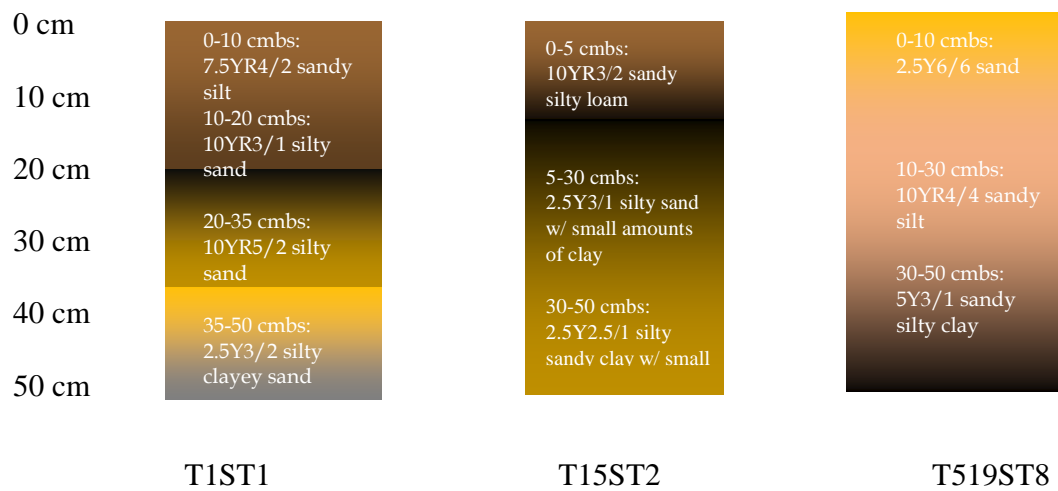 0 cm
10 cm
20 cm
30 cm
40 cm
50 cm
0-10 cmbs:
7.5YR4/2 sandy
silt
10-20 cmbs:
10YR3/1 silty
sand
20-35 cmbs:
10YR5/2 silty
sand
35-50 cmbs:
2.5Y3/2 silty
clayey sand
T1ST1
0-5 cmbs:
10YR3/2 sandy
silty loam
5-30 cmbs:
2.5Y3/1 silty sand
w/ small amounts
of clay
30-50 cmbs:
2.5Y2.5/1 silty
sandy clay w/ small
T15ST2
0-10 cmbs:
2.5Y6/6 sand
10-30 cmbs:
10YR4/4 sandy
silt
30-50 cmbs:
5Y3/1 sandy
silty clay
T519ST8